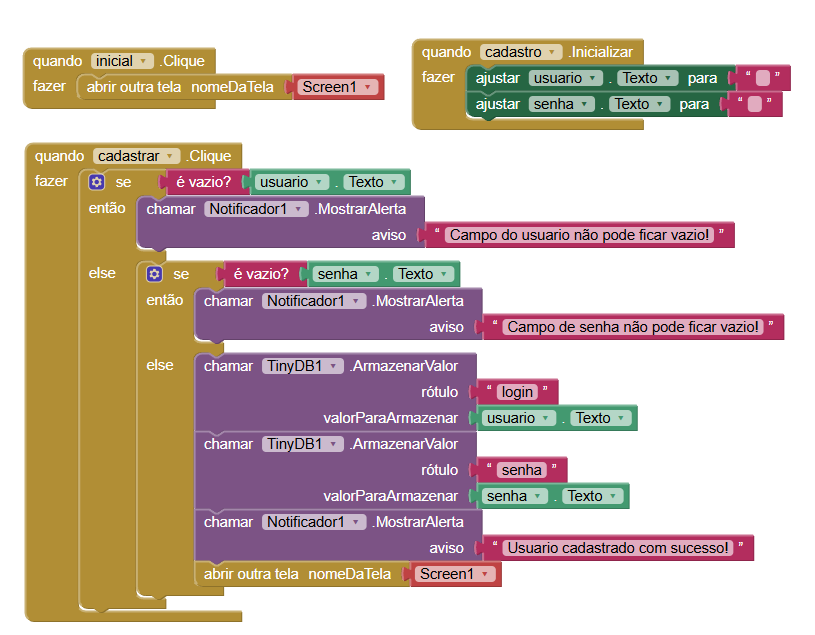 quando inicial .Clique
fazer abrir outra tela nomeDaTela Screen1
quando cadastro .Inicializar
fazer ajustar usuario . Texto para “ ”
ajustar senha . Texto para “ ”
quando cadastrar .Clique
fazer se é vazio? usuario . Texto
então chamar Notificador1 .MostrarAlerta
aviso “ Campo do usuario não pode ficar vazio! ”
else se é vazio? senha . Texto
então chamar Notificador1 .MostrarAlerta
aviso “ Campo de senha não pode ficar vazio! ”
else chamar TinyDB1 .ArmazenarValor
rótulo “ login ”
valorParaArmazenar usuario . Texto
chamar TinyDB1 .ArmazenarValor
rótulo “ senha ”
valorParaArmazenar senha . Texto
chamar Notificador1 .MostrarAlerta
aviso “ Usuario cadastrado com sucesso! ”
abrir outra tela nomeDaTela Screen1